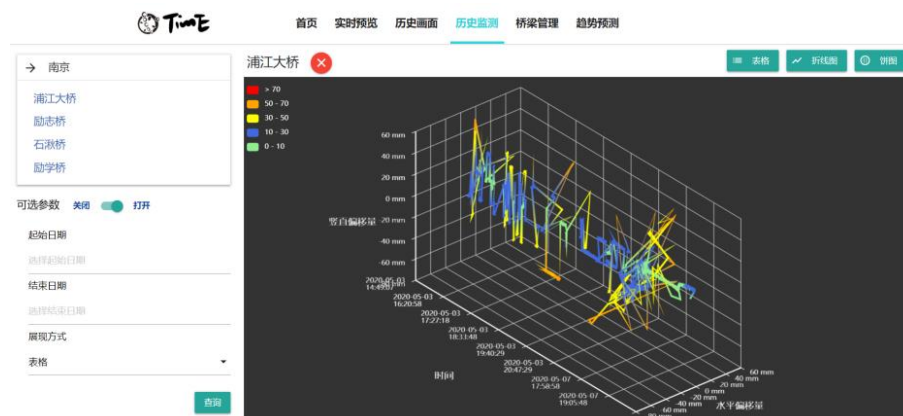 TimE
首页 实时预览 历史画面 历史监测 桥梁管理 趋势预测
→ 南京
浦江大桥
励志桥
石湫桥
励学桥
可选参数 关闭 打开
起始日期
选择起始日期
结束日期
选择结束日期
展现方式
表格
查询
浦江大桥
表格 折线图 饼图
> 70
50 - 70
30 - 50
10 - 30
0 - 10
60 mm
40 mm
20 mm
0 mm
-20 mm
-40 mm
-60 mm
竖直偏移量
2020-05-03
2020-05-03
16:20:58
2020-05-03
17:27:18
2020-05-03
18:33:48
2020-05-03
19:40:29
2020-05-03
20:47:29
2020-05-07
17:58:58
2020-05-07
19:05:48
时间
60 mm
40 mm
20 mm
0 mm
-20 mm
-40 mm
-60 mm
水平偏移量